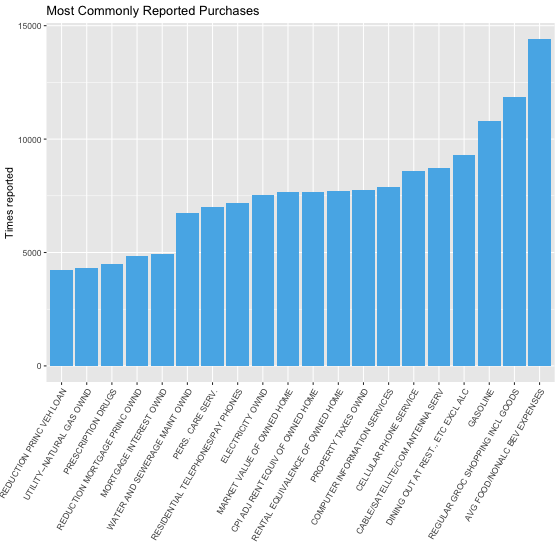 Most Commonly Reported Purchases
Times reported
15000
10000
5000
0
REDUCTION PRINC VEH LOAN
UTILITY--NATURAL GAS OWND
PRESCRIPTION DRUGS
REDUCTION MORTGAGE PRINC OWND
MORTGAGE INTEREST OWND
WATER AND SEWERAGE MAINT OWND
PERS. CARE SERV.
RESIDENTIAL TELEPHONES/PAY PHONES
ELECTRICITY OWND
MARKET VALUE OF OWNED HOME
CPI ADJ RENT EQUIV OF OWNED HOME
RENTAL EQUIVALENCE OF OWNED HOME
PROPERTY TAXES OWND
COMPUTER INFORMATION SERVICES
CELLULAR PHONE SERVICE
CABLE/SATELLITE/COM ANTENNA SERV
DINING OUT AT REST., ETC EXCL ALC
GASOLINE
REGULAR GROC SHOPPING INCL GOODS
AVG FOOD/NONALC BEV EXPENSES